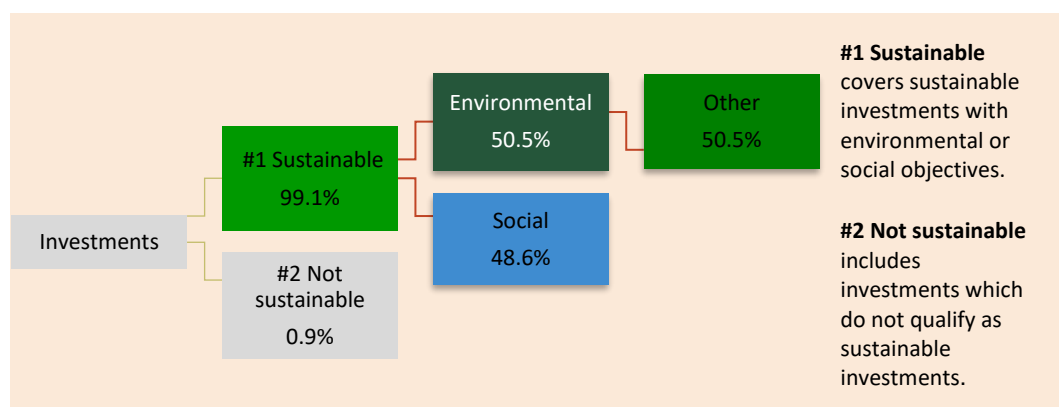 Investments
#1 Sustainable
99.1%
#2 Not
sustainable
0.9%
Environmental
50.5%
Social
48.6%
Other
50.5%
#1 Sustainable
covers sustainable
investments with
environmental or
social objectives.
#2 Not sustainable
includes
investments which
do not qualify as
sustainable
investments.